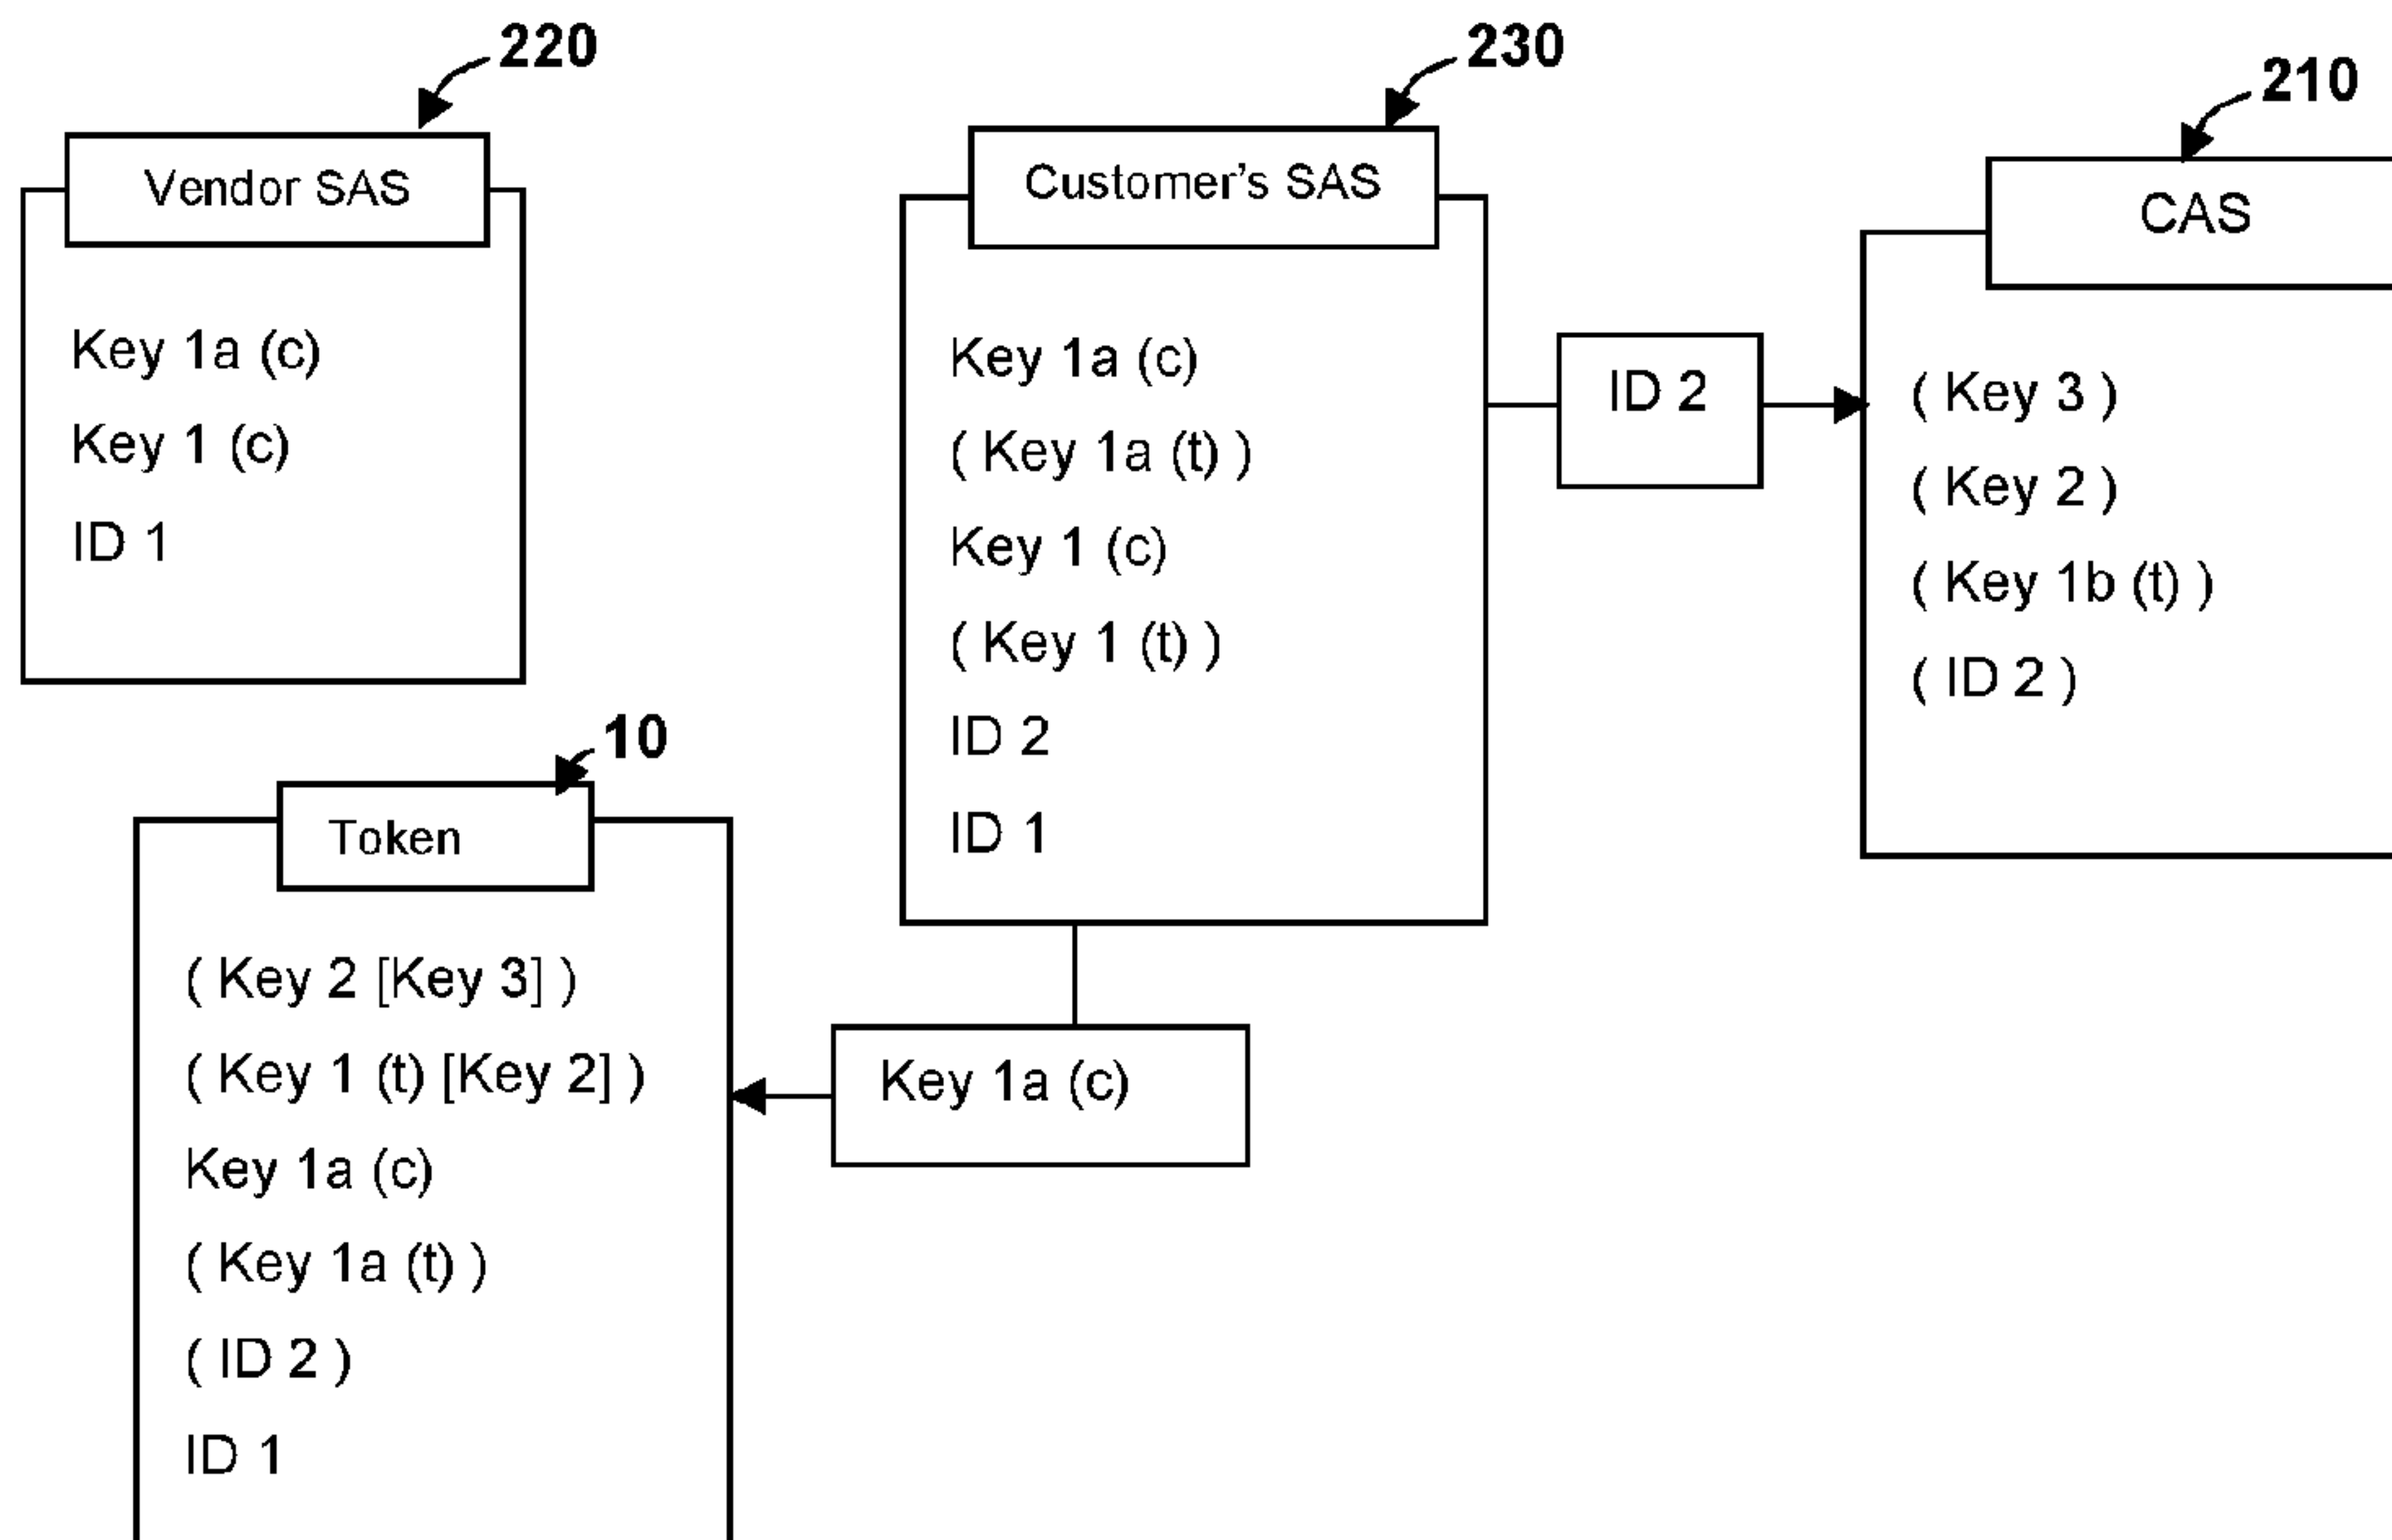 220
Vendor SAS
Key 1a (c)
Key 1 (c)
ID 1
230
Customer's SAS
Key 1a (c)
( Key 1a (t) )
Key 1 (c)
( Key 1 (t) )
ID 2
ID 1
ID 2
210
CAS
( Key 3 )
( Key 2 )
( Key 1b (t) )
( ID 2 )
10
Token
( Key 2 [Key 3] )
( Key 1 (t) [Key 2] )
Key 1a (c)
( Key 1a (t) )
( ID 2 )
ID 1
Key 1a (c)